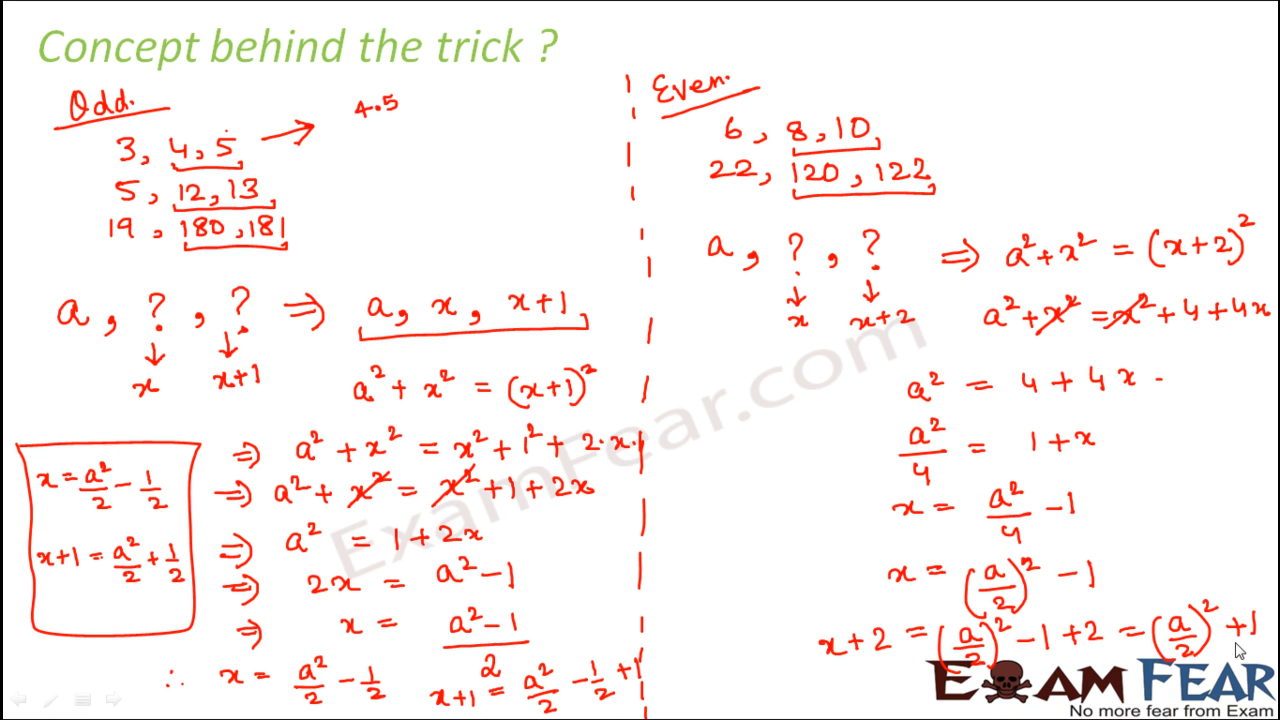 Concept behind the trick ?
Odd.
4.5
3, 4, 5 →
5, 12, 13
19, 180, 181
a, ?, ? ⇒ a, x, x+1
↓ ↓
x x+1
a² + x² = (x+1)²
⇒ a² + x² = x² + 1² + 2·x·1
⇒ a² + x² = x² + 1 + 2x
⇒ a² = 1 + 2x
⇒ 2x = a² - 1
⇒ x = (a² - 1)/2
∴ x = a²/2 - 1/2
x+1 = a²/2 - 1/2 + 1
x = a²/2 - 1/2
x+1 = a²/2 + 1/2
Even.
6, 8, 10
22, 120, 122
a, ?, ? ⇒ a² + x² = (x+2)²
↓ ↓
x x+2
a² + x² = x² + 4 + 4x
a² = 4 + 4x -
a²/4 = 1 + x
x = a²/4 - 1
x = (a/2)² - 1
x+2 = (a/2)² - 1 + 2 = (a/2)² + 1
ExamFear.com
EXAM FEAR
No more fear from Exam